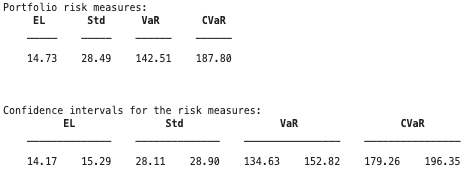 Portfolio risk measures:
EL Std VaR CVaR
14.73 28.49 142.51 187.80
Confidence intervals for the risk measures:
EL Std VaR CVaR
14.17 15.29 28.11 28.90 134.63 152.82 179.26 196.35